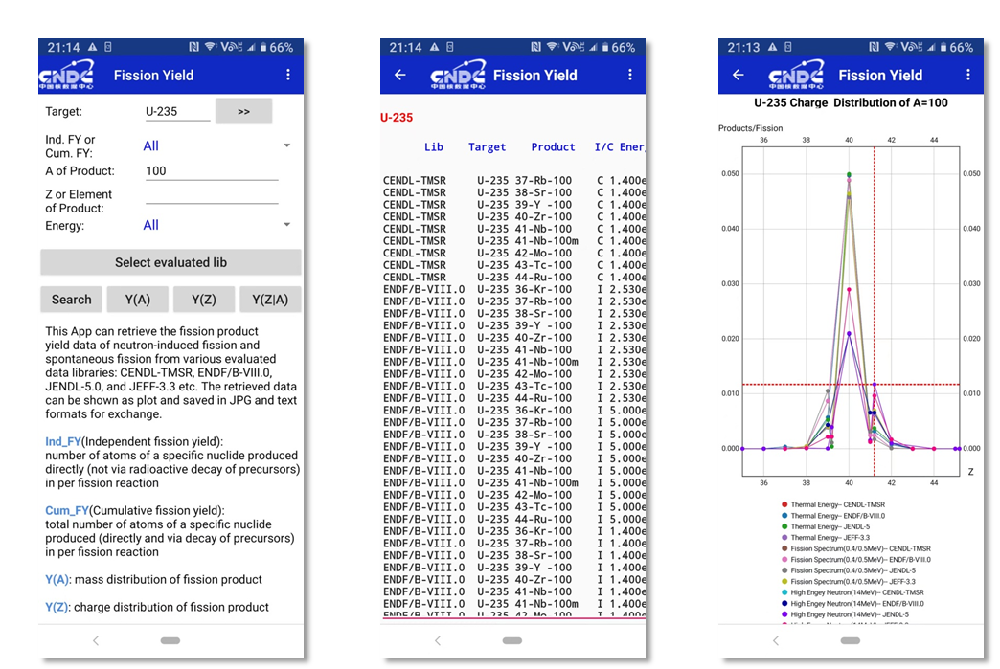 21:14
66%
CNDC
中国核数据中心
Fission Yield
Target:
U-235
>>
Ind. FY or
Cum. FY:
All
A of Product:
100
Z or Element
of Product:
Energy:
All
Select evaluated lib
Search
Y(A)
Y(Z)
Y(Z|A)
This App can retrieve the fission product
yield data of neutron-induced fission and
spontaneous fission from various evaluated
data libraries: CENDL-TMSR, ENDF/B-VIII.0,
JENDL-5.0, and JEFF-3.3 etc. The retrieved data
can be shown as plot and saved in JPG and text
formats for exchange.
Ind_FY(Independent fission yield):
number of atoms of a specific nuclide produced
directly (not via radioactive decay of precursors)
in per fission reaction
Cum_FY(Cumulative fission yield):
total number of atoms of a specific nuclide
produced (directly and via decay of precursors)
in per fission reaction
Y(A): mass distribution of fission product
Y(Z): charge distribution of fission product
21:14
66%
CNDC
中国核数据中心
Fission Yield
U-235
Lib Target Product I/C Ener
CENDL-TMSR U-235 37-Rb-100 C 1.400e
CENDL-TMSR U-235 38-Sr-100 C 1.400e
CENDL-TMSR U-235 39-Y -100 C 1.400e
CENDL-TMSR U-235 40-Zr-100 C 1.400e
CENDL-TMSR U-235 41-Nb-100 C 1.400e
CENDL-TMSR U-235 41-Nb-100m C 1.400e
CENDL-TMSR U-235 42-Mo-100 C 1.400e
CENDL-TMSR U-235 43-Tc-100 C 1.400e
CENDL-TMSR U-235 44-Ru-100 C 1.400e
ENDF/B-VIII.0 U-235 36-Kr-100 I 2.530e
ENDF/B-VIII.0 U-235 37-Rb-100 I 2.530e
ENDF/B-VIII.0 U-235 38-Sr-100 I 2.530e
ENDF/B-VIII.0 U-235 39-Y -100 I 2.530e
ENDF/B-VIII.0 U-235 40-Zr-100 I 2.530e
ENDF/B-VIII.0 U-235 41-Nb-100 I 2.530e
ENDF/B-VIII.0 U-235 41-Nb-100m I 2.530e
ENDF/B-VIII.0 U-235 42-Mo-100 I 2.530e
ENDF/B-VIII.0 U-235 43-Tc-100 I 2.530e
ENDF/B-VIII.0 U-235 44-Ru-100 I 2.530e
ENDF/B-VIII.0 U-235 36-Kr-100 I 5.000e
ENDF/B-VIII.0 U-235 37-Rb-100 I 5.000e
ENDF/B-VIII.0 U-235 38-Sr-100 I 5.000e
ENDF/B-VIII.0 U-235 39-Y -100 I 5.000e
ENDF/B-VIII.0 U-235 40-Zr-100 I 5.000e
ENDF/B-VIII.0 U-235 41-Nb-100 I 5.000e
ENDF/B-VIII.0 U-235 41-Nb-100m I 5.000e
ENDF/B-VIII.0 U-235 42-Mo-100 I 5.000e
ENDF/B-VIII.0 U-235 43-Tc-100 I 5.000e
ENDF/B-VIII.0 U-235 44-Ru-100 I 5.000e
ENDF/B-VIII.0 U-235 36-Kr-100 I 1.400e
ENDF/B-VIII.0 U-235 37-Rb-100 I 1.400e
ENDF/B-VIII.0 U-235 38-Sr-100 I 1.400e
ENDF/B-VIII.0 U-235 39-Y -100 I 1.400e
ENDF/B-VIII.0 U-235 40-Zr-100 I 1.400e
ENDF/B-VIII.0 U-235 41-Nb-100 I 1.400e
ENDF/B-VIII.0 U-235 41-Nb-100m I 1.400e
ENDF/B-VIII.0 U-235 42-Mo-100 I 1.400e
21:13
66%
CNDC
中国核数据中心
Fission Yield
U-235 Charge Distribution of A=100
Products/Fission
36 38 40 42 44
0.050 0.050
0.040 0.040
0.030 0.030
0.020 0.020
0.010 0.010
0.000 0.000
Z
36 38 40 42 44
Thermal Energy-- CENDL-TMSR
Thermal Energy-- ENDF/B-VIII.0
Thermal Energy-- JENDL-5
Thermal Energy-- JEFF-3.3
Fission Spectrum(0.4/0.5MeV)-- CENDL-TMSR
Fission Spectrum(0.4/0.5MeV)-- ENDF/B-VIII.0
Fission Spectrum(0.4/0.5MeV)-- JENDL-5
Fission Spectrum(0.4/0.5MeV)-- JEFF-3.3
High Engey Neutron(14MeV)-- CENDL-TMSR
High Engey Neutron(14MeV)-- ENDF/B-VIII.0
High Engey Neutron(14MeV)-- JENDL-5